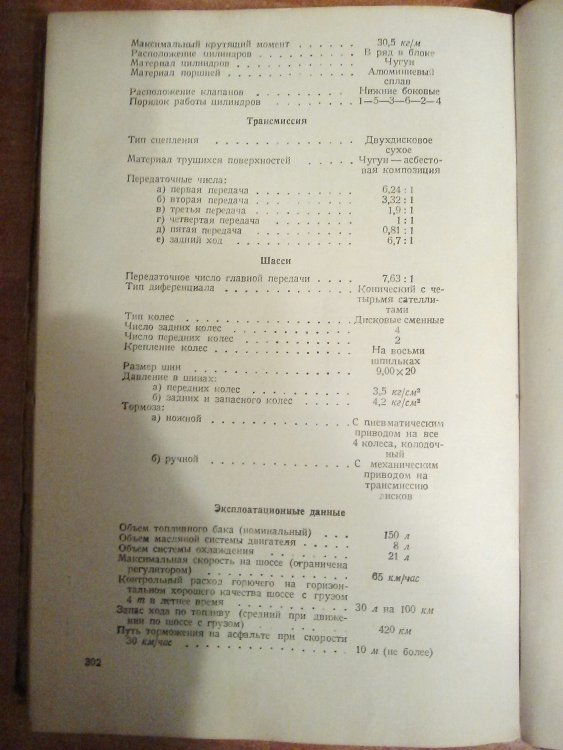 Максимальный крутящий момент . . . . . . 30,5 кг/м
Расположение цилиндров . . . . . . . . . В ряд в блоке
Материал цилиндров . . . . . . . . . . . Чугун
Материал поршней . . . . . . . . . . . . Алюминиевый
сплав
Расположение клапанов . . . . . . . . . Нижние боковые
Порядок работы цилиндров . . . . . . . . 1—5—3—6—2—4
Трансмиссия
Тип сцепления . . . . . . . . . . . . . Двухдисковое
сухое
Материал трущихся поверхностей . . . . . Чугун — асбесто-
вая композиция
Передаточные числа:
а) первая передача . . . . . . . . . . 6,24 : 1
б) вторая передача . . . . . . . . . . 3,32 : 1
в) третья передача . . . . . . . . . . 1,9 : 1
г) четвертая передача . . . . . . . . . 1 : 1
д) пятая передача . . . . . . . . . . . 0,81 : 1
е) задний ход . . . . . . . . . . . . . 6,7 : 1
Шасси
Передаточное число главной передачи . . . . 7,63 : 1
Тип диференциала . . . . . . . . . . . . Конический с че-
тырьмя сателли-
тами
Тип колес . . . . . . . . . . . . . . . Дисковые сменные
Число задних колес . . . . . . . . . . . 4
Число передних колес . . . . . . . . . . 2
Крепление колес . . . . . . . . . . . . На восьми
шпильках
Размер шин . . . . . . . . . . . . . . . 9,00×20
Давление в шинах:
а) передних колес . . . . . . . . . . . 3,5 кг/см²
б) задних и запасного колес . . . . . . 4,2 кг/см²
Тормоза:
а) ножной . . . . . . . . . . . . . . . С пневматическим
приводом на все
4 колеса, колодоч-
ный
б) ручной . . . . . . . . . . . . . . . С механическим
приводом на
трансмиссию
дисков
Эксплоатационные данные
Объем топливного бака (номинальный) . . . 150 л
Объем масляной системы двигателя . . . . . 8 л
Объем системы охлаждения . . . . . . . . 21 л
Максимальная скорость на шоссе (ограничена
регулятором) . . . . . . . . . . . . . . 65 км/час
Контрольный расход горючего на горизон-
тальном хорошего качества шоссе с грузом
4 т в летнее время . . . . . . . . . . . 30 л на 100 км
Запас хода по топливу (средний при движе-
нии по шоссе с грузом) . . . . . . . . . 420 км
Путь торможения на асфальте при скорости
30 км/час . . . . . . . . . . . . . . . 10 м (не более)
302